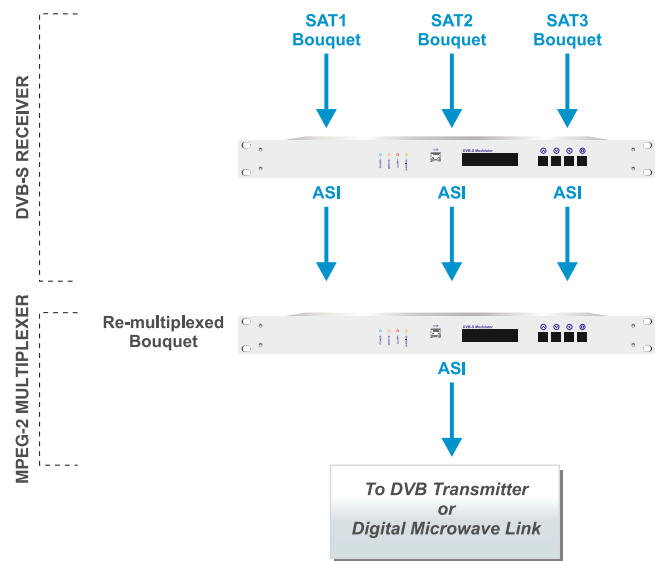 SAT1
Bouquet
SAT2
Bouquet
SAT3
Bouquet
DVB-S RECEIVER
DVB-S Modulator
ASI
ASI
ASI
MPEG-2 MULTIPLEXER
Re-multiplexed
Bouquet
DVB-S Modulator
ASI
To DVB Transmitter
or
Digital Microwave Link